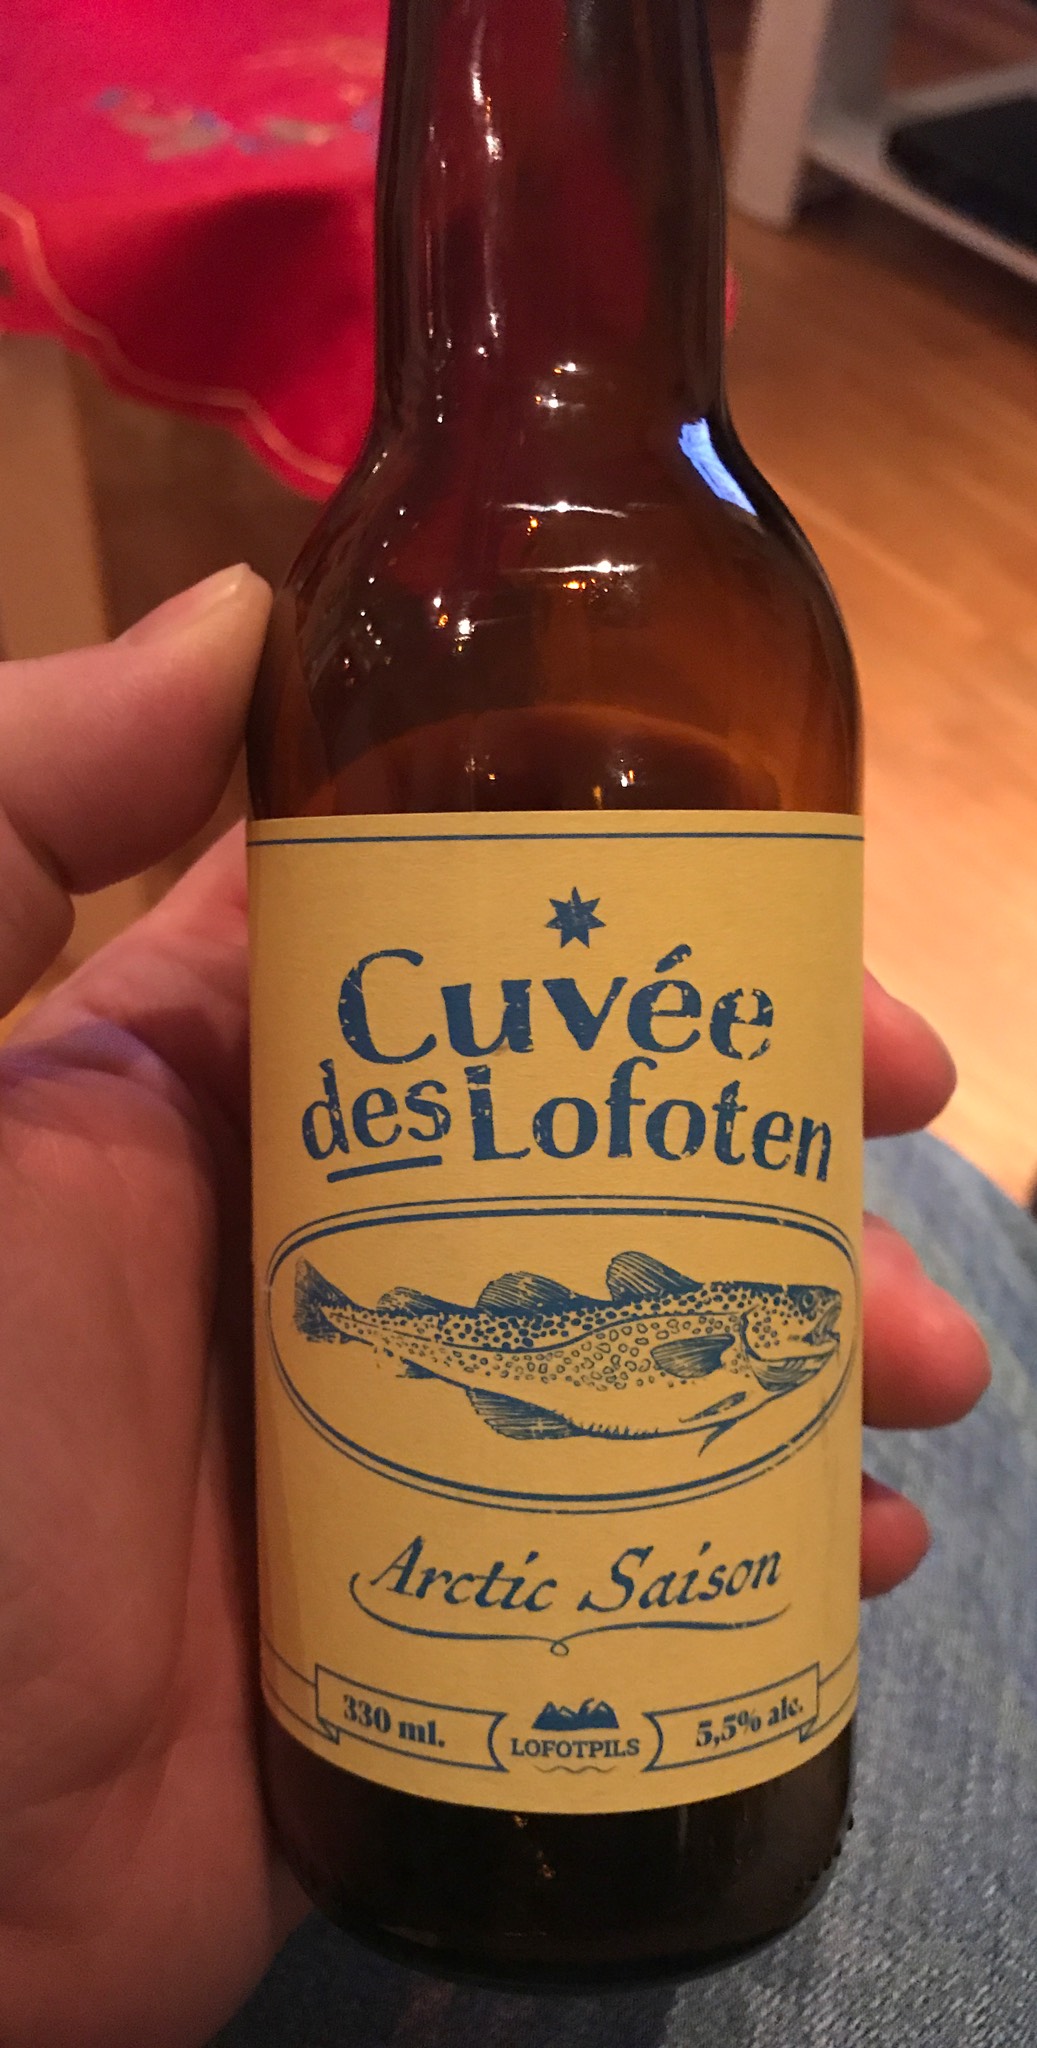 Cuvée
des Lofoten
Arctic Saison
330 ml.
LOFOTPILS
5,5% alc.